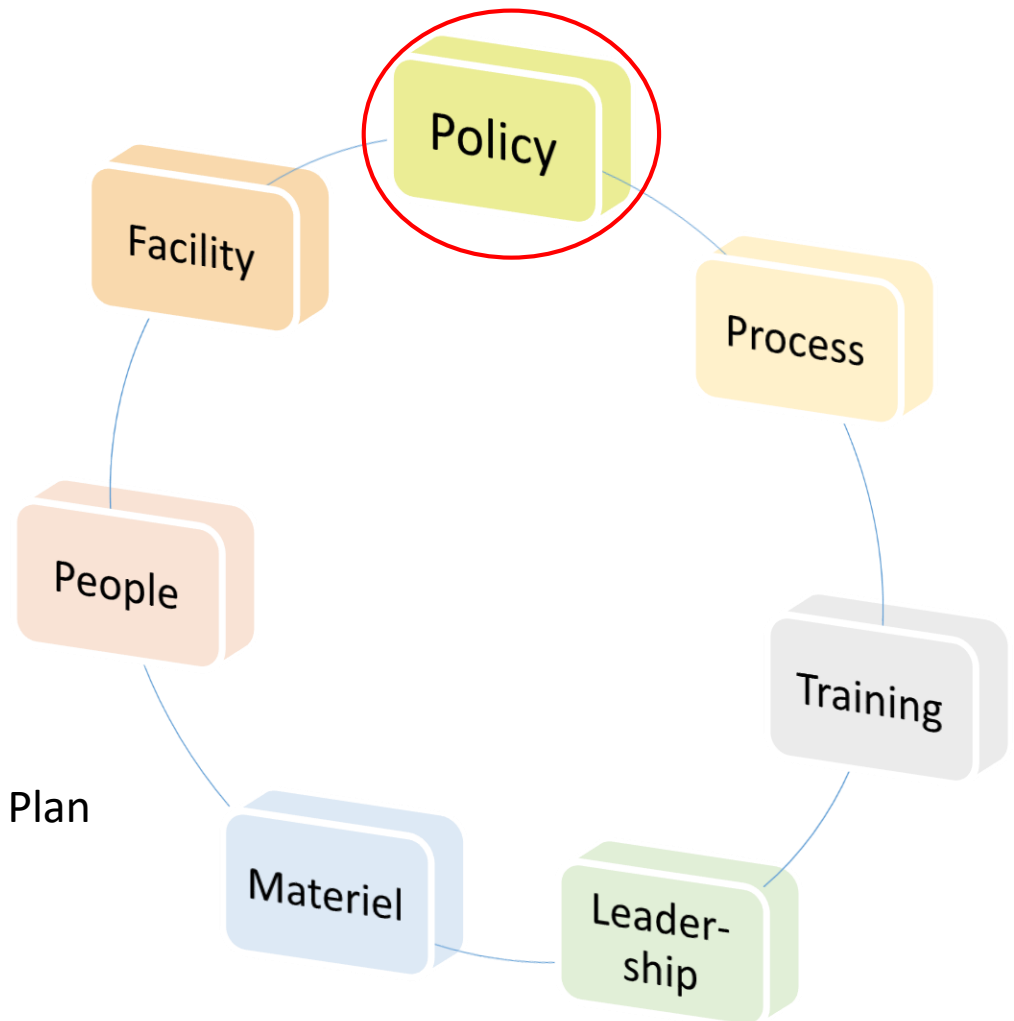 Policy
Process
Training
Leader-
ship
Materiel
People
Facility
Plan